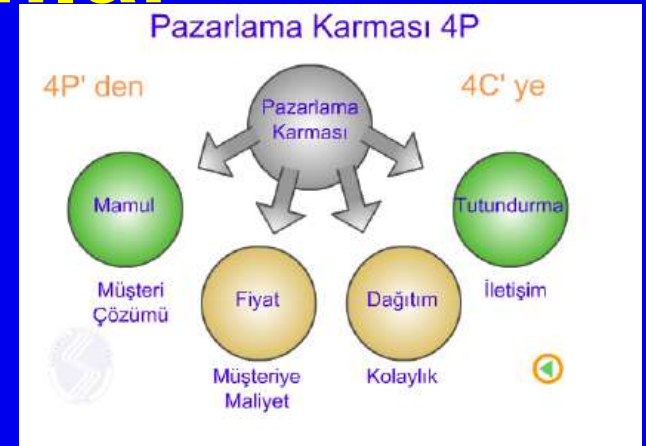 Pazarlama Karması 4P
4P' den
4C' ye
Pazarlama
Karması
Mamul
Tutundurma
Müşteri
Çözümü
Fiyat
Dağıtım
İletişim
Müşteriye
Maliyet
Kolaylık